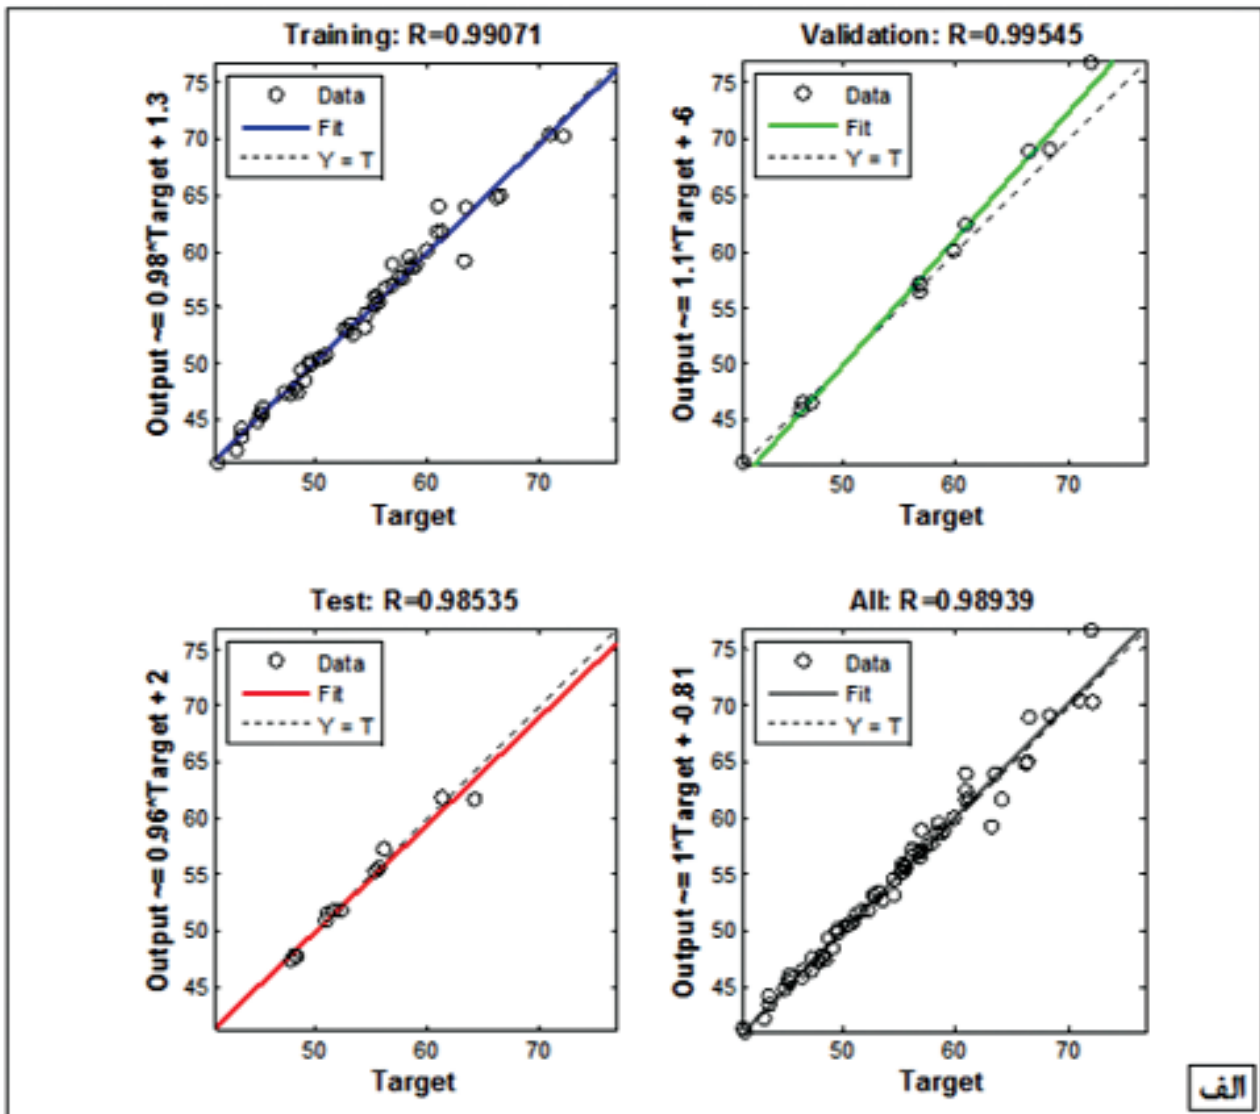 Training: R=0.99071
Output ~= 0.98*Target + 1.3
75
70
65
60
55
50
45
Data
Fit
Y = T
50 60 70
Target
Validation: R=0.99545
Output ~= 1.1*Target + -6
75
70
65
60
55
50
45
Data
Fit
Y = T
50 60 70
Target
Test: R=0.98535
Output ~= 0.96*Target + 2
75
70
65
60
55
50
45
Data
Fit
Y = T
50 60 70
Target
All: R=0.98939
Output ~= 1*Target + -0.81
75
70
65
60
55
50
45
Data
Fit
Y = T
50 60 70
Target
الف